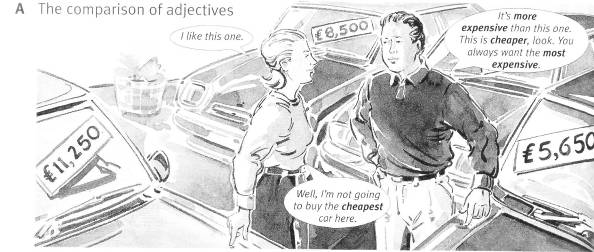 A The comparison of adjectives
I like this one.
£8,500
It's more
expensive than this one.
This is cheaper, look. You
always want the most
expensive.
£11,250
£5,650
Well, I'm not going
to buy the cheapest
car here.